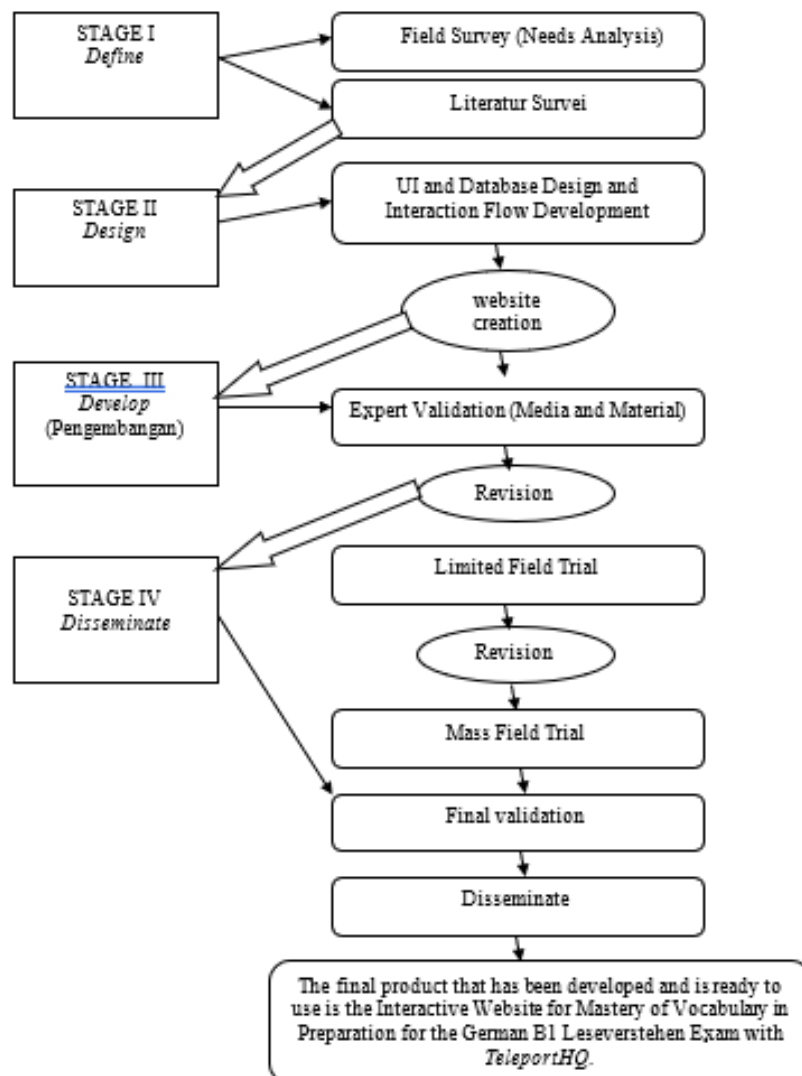 STAGE I
Define
Field Survey (Needs Analysis)
Literatur Survei
STAGE II
Design
UI and Database Design and
Interaction Flow Development
website
creation
STAGE III
Develop
(Pengembangan)
Expert Validation (Media and Material)
Revision
STAGE IV
Disseminate
Limited Field Trial
Revision
Mass Field Trial
Final validation
Disseminate
The final product that has been developed and is ready to
use is the Interactive Website for Mastery of Vocabulary in
Preparation for the German B1 Leseverstehen Exam with
TeleportHQ.